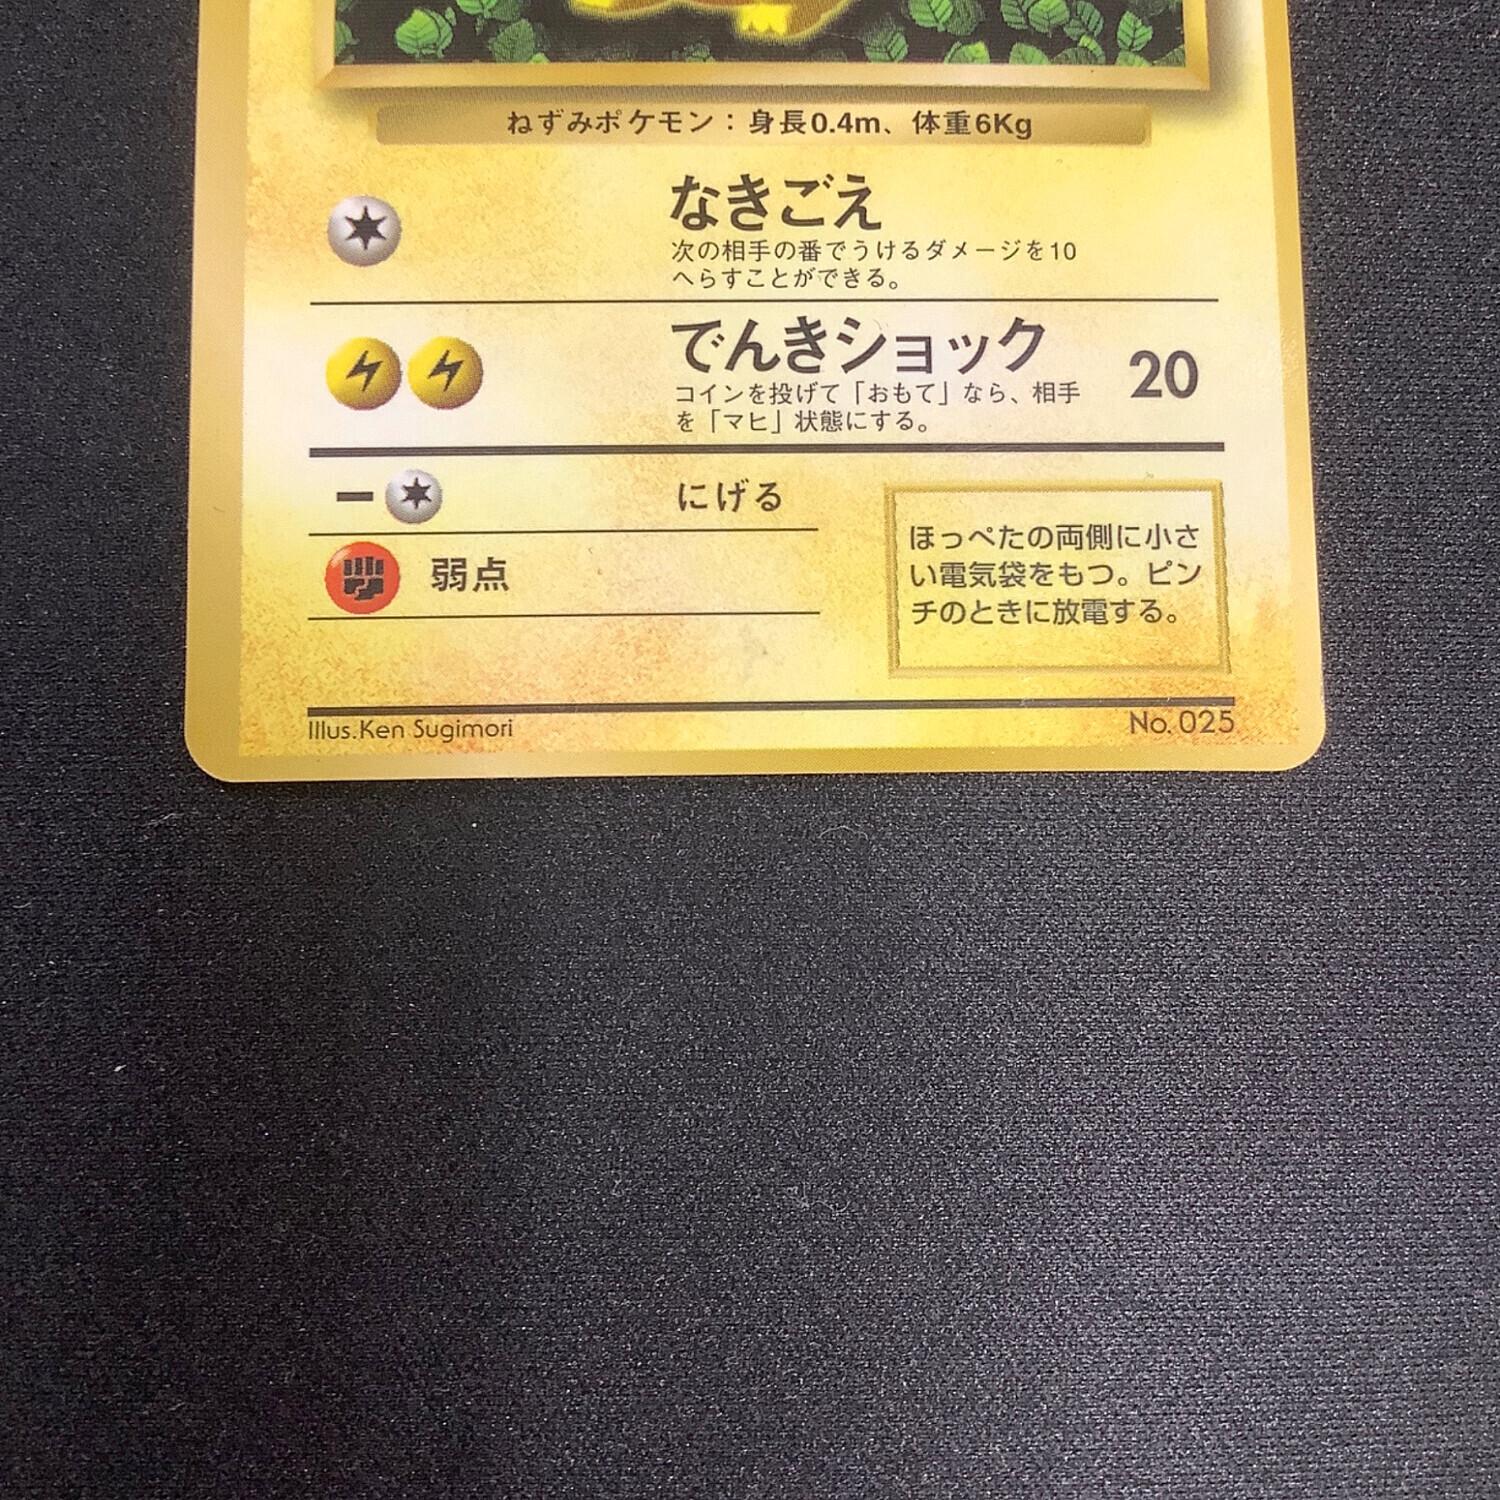 ねずみポケモン：身長0.4m、体重6Kg
なきごえ
次の相手の番でうけるダメージを10
へらすことができる。
でんきショック 20
コインを投げて「おもて」なら、相手
を「マヒ」状態にする。
にげる
弱点
ほっぺたの両側に小さ
い電気袋をもつ。ピン
チのときに放電する。
Illus.Ken Sugimori
No.025